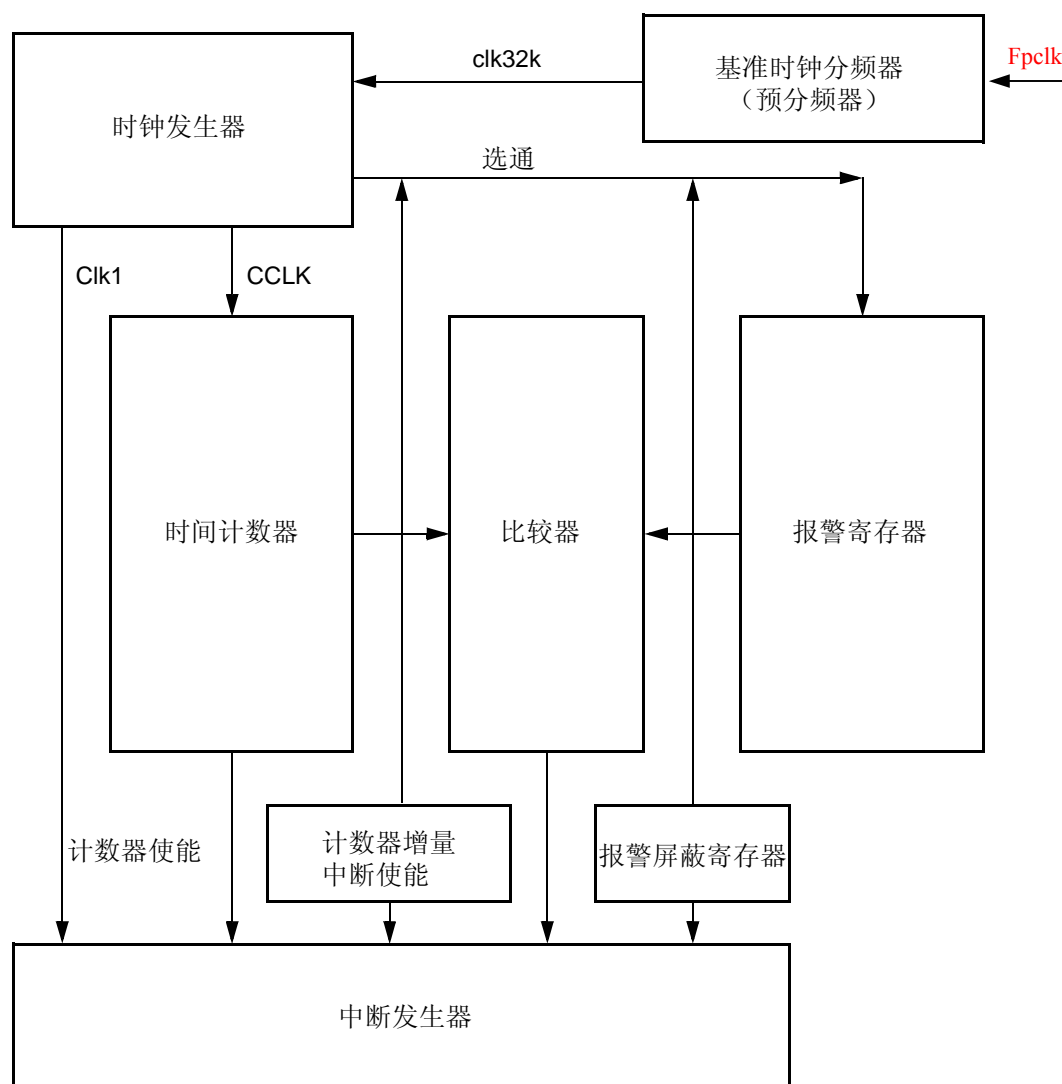 clk32k
基准时钟分频器
（预分频器）
Fpclk
时钟发生器
选通
Clk1
CCLK
时间计数器
比较器
报警寄存器
计数器使能
计数器增量
中断使能
报警屏蔽寄存器
中断发生器